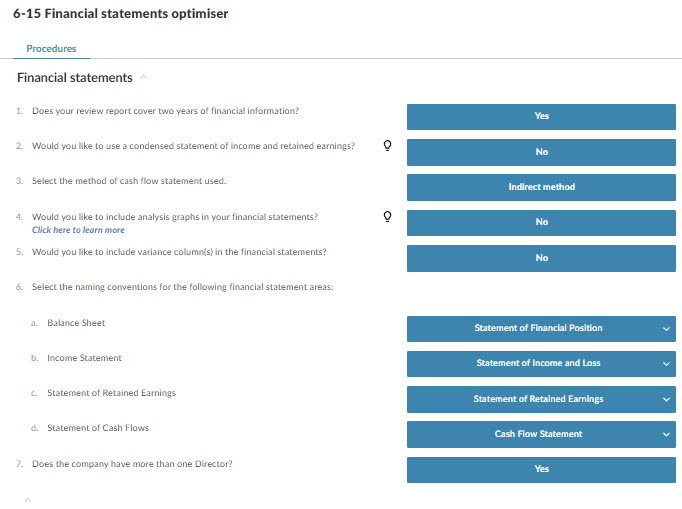 6-15 Financial statements optimiser
Procedures
Financial statements
1. Does your review report cover two years of financial information?
Yes
2. Would you like to use a condensed statement of income and retained earnings?
No
3. Select the method of cash flow statement used.
Indirect method
4. Would you like to include analysis graphs in your financial statements?
Click here to learn more
No
5. Would you like to include variance column(s) in the financial statements?
No
6. Select the naming conventions for the following financial statement areas:
a. Balance Sheet
Statement of Financial Position
b. Income Statement
Statement of Income and Loss
c. Statement of Retained Earnings
Statement of Retained Earnings
d. Statement of Cash Flows
Cash Flow Statement
7. Does the company have more than one Director?
Yes